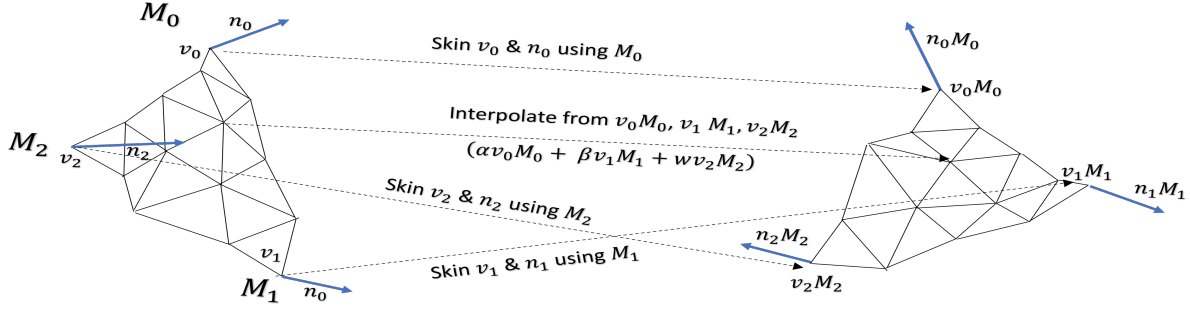 M₀
n₀
v₀
M₂
v₂
n₂
v₁
M₁
n₀
Skin v₀ & n₀ using M₀
Interpolate from v₀M₀, v₁ M₁, v₂M₂
(αv₀M₀ + βv₁M₁ + wv₂M₂)
Skin v₂ & n₂ using M₂
Skin v₁ & n₁ using M₁
n₀M₀
v₀M₀
v₁M₁
n₁M₁
n₂M₂
v₂M₂